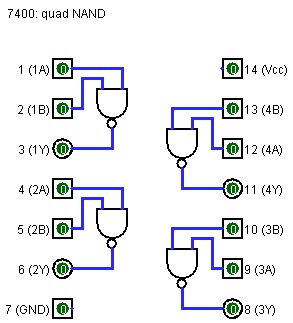 7400: quad NAND
1 (1A) 0
0 14 (Vcc)
2 (1B) 0
0 13 (4B)
3 (1Y) 0
0 12 (4A)
4 (2A) 0
0 11 (4Y)
5 (2B) 0
0 10 (3B)
6 (2Y) 0
0 9 (3A)
7 (GND) 0
0 8 (3Y)